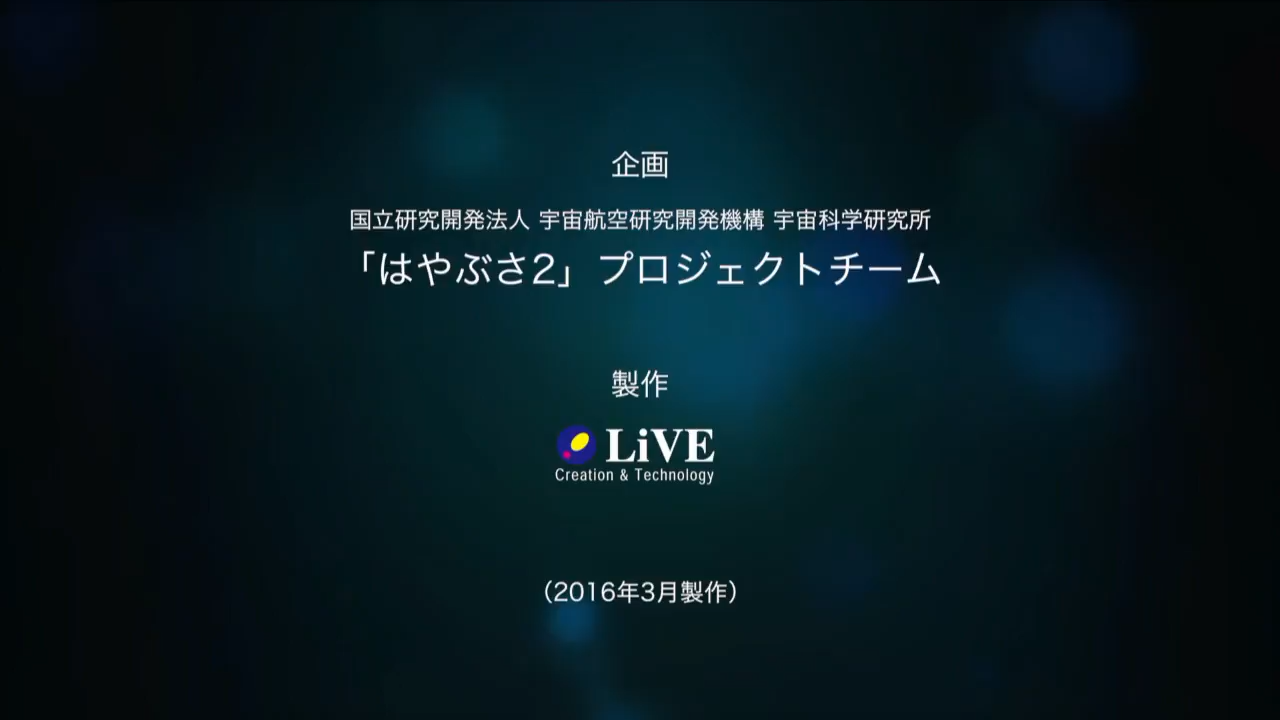 企画
国立研究開発法人 宇宙航空研究開発機構 宇宙科学研究所
「はやぶさ2」プロジェクトチーム
製作
LiVE
Creation & Technology
（2016年3月製作）